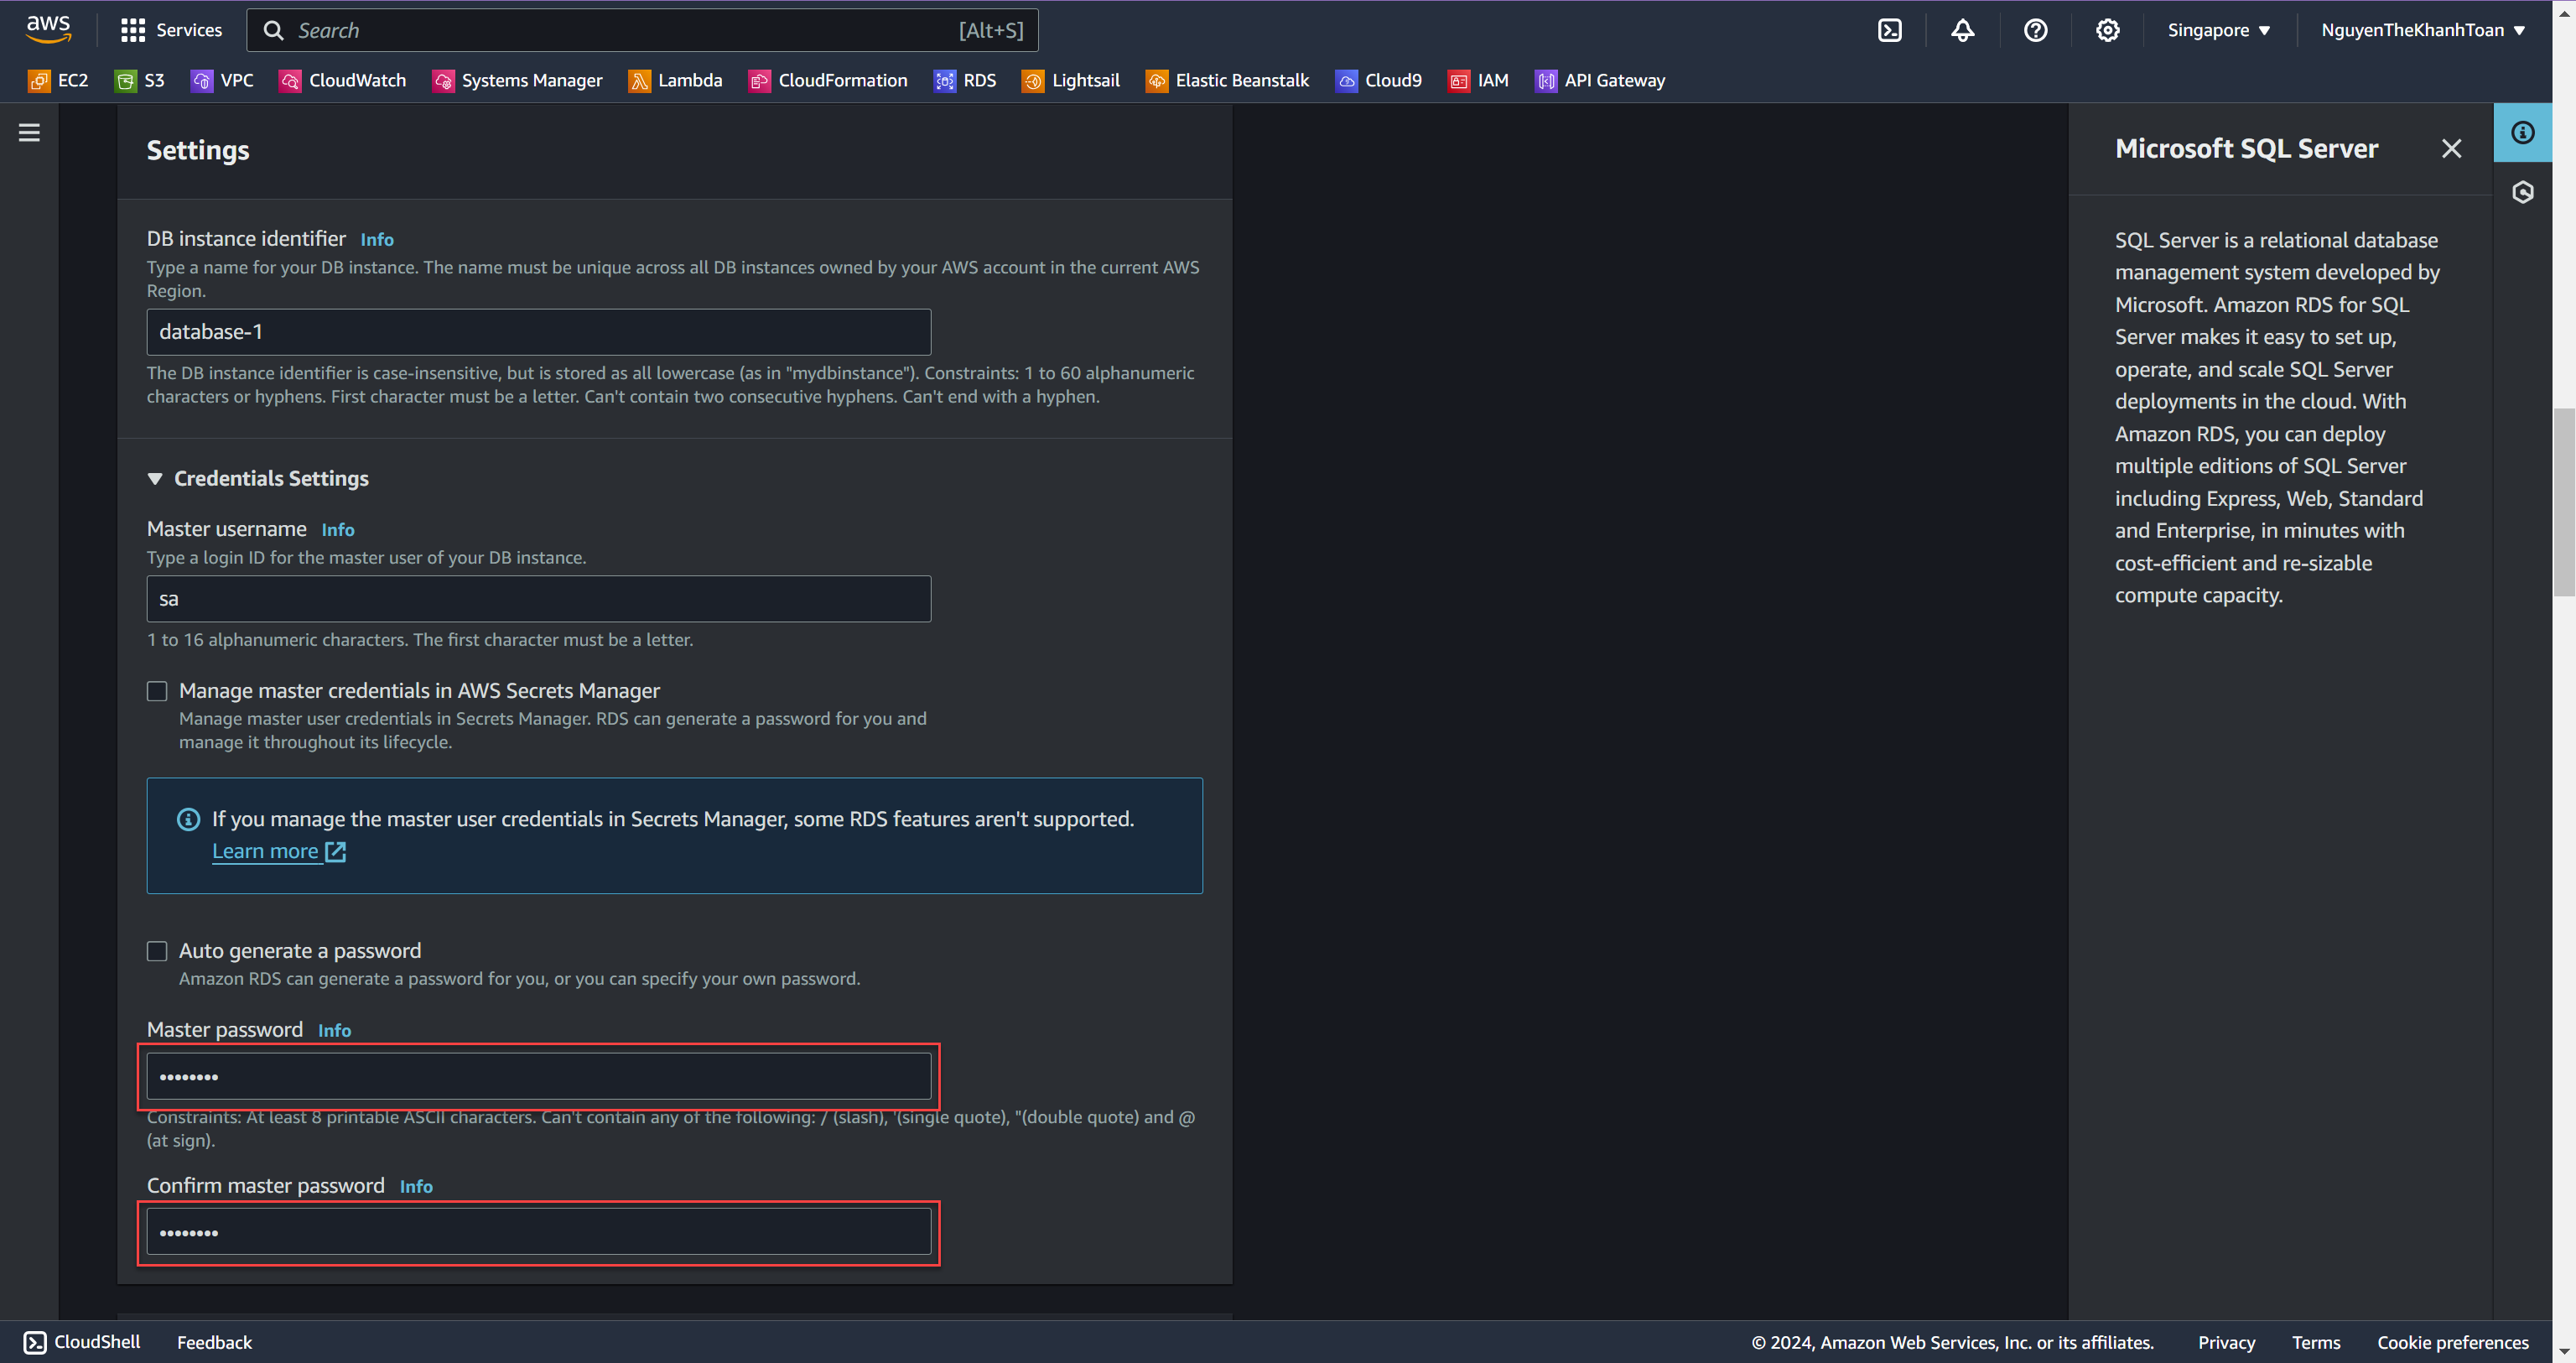 aws Services Search [Alt+S] Singapore ▼ NguyenTheKhanhToan ▼
EC2 S3 VPC CloudWatch Systems Manager Lambda CloudFormation RDS Lightsail Elastic Beanstalk Cloud9 IAM API Gateway
Settings
DB instance identifier Info
Type a name for your DB instance. The name must be unique across all DB instances owned by your AWS account in the current AWS
Region.
database-1
The DB instance identifier is case-insensitive, but is stored as all lowercase (as in "mydbinstance"). Constraints: 1 to 60 alphanumeric
characters or hyphens. First character must be a letter. Can't contain two consecutive hyphens. Can't end with a hyphen.
▼ Credentials Settings
Master username Info
Type a login ID for the master user of your DB instance.
sa
1 to 16 alphanumeric characters. The first character must be a letter.
Manage master credentials in AWS Secrets Manager
Manage master user credentials in Secrets Manager. RDS can generate a password for you and
manage it throughout its lifecycle.
If you manage the master user credentials in Secrets Manager, some RDS features aren't supported.
Learn more
Auto generate a password
Amazon RDS can generate a password for you, or you can specify your own password.
Master password Info
••••••••
Constraints: At least 8 printable ASCII characters. Can't contain any of the following: / (slash), '(single quote), "(double quote) and @
(at sign).
Confirm master password Info
••••••••
Microsoft SQL Server
SQL Server is a relational database
management system developed by
Microsoft. Amazon RDS for SQL
Server makes it easy to set up,
operate, and scale SQL Server
deployments in the cloud. With
Amazon RDS, you can deploy
multiple editions of SQL Server
including Express, Web, Standard
and Enterprise, in minutes with
cost-efficient and re-sizable
compute capacity.
CloudShell Feedback © 2024, Amazon Web Services, Inc. or its affiliates. Privacy Terms Cookie preferences